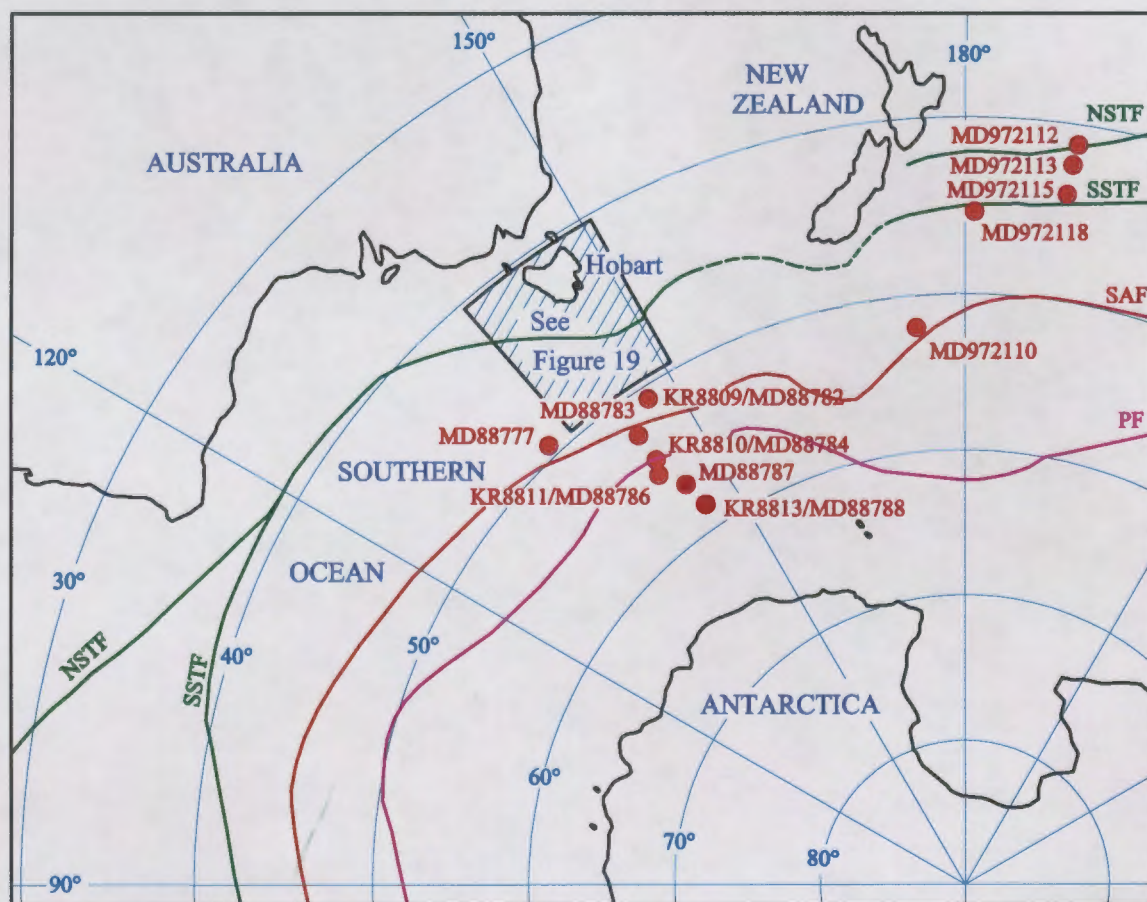 150°
180°
NEW
ZEALAND
NSTF
MD972112
AUSTRALIA
MD972113
MD972115
SSTF
MD972118
Hobart
SAF
See
120°
MD972110
Figure 19
KR8809/MD88782
MD88783
PF
MD88777
KR8810/MD88784
SOUTHERN
MD88787
KR8811/MD88786
KR8813/MD88788
OCEAN
30°
NSTF
SSTF
40°
50°
ANTARCTICA
60°
70°
80°
90°